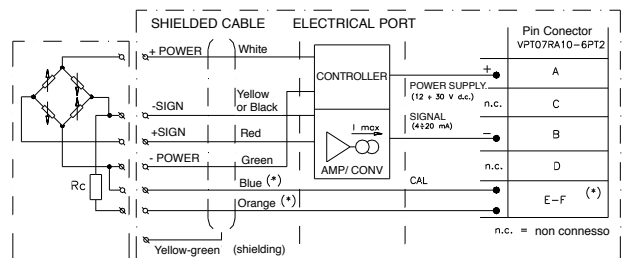 SHIELDED CABLE
ELECTRICAL PORT
Pin Conector
VPT07RA10-6PT2
+ POWER
White
CONTROLLER
+
A
POWER SUPPLY
(12 ÷ 30 V d.c.)
-SIGN
Yellow
or Black
n.c.
C
SIGNAL
(4÷20 mA)
+SIGN
Red
I max
–
B
- POWER
Green
AMP/ CONV
n.c.
D
Rc
Blue (*)
CAL
Orange (*)
E-F (*)
n.c. = non connesso
Yellow-green (shielding)